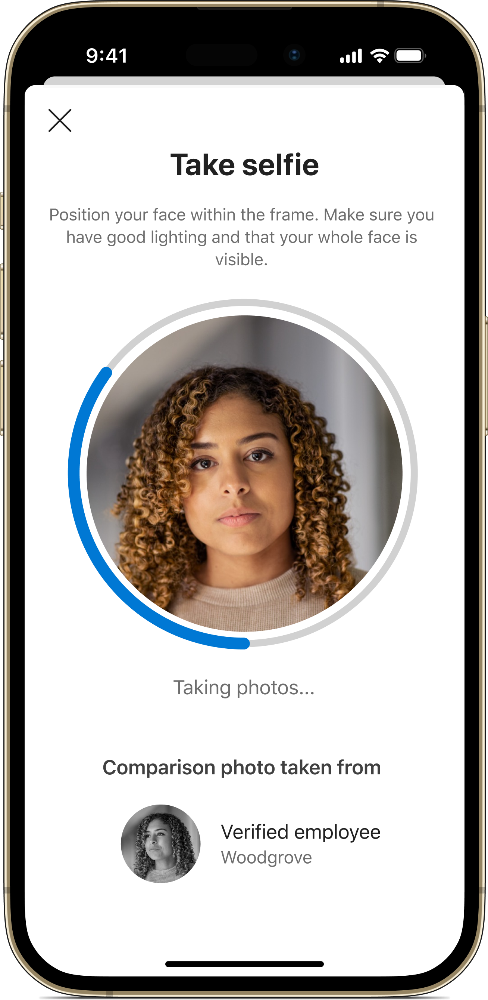 9:41
Take selfie
Position your face within the frame. Make sure you
have good lighting and that your whole face is
visible.
Taking photos...
Comparison photo taken from
Verified employee
Woodgrove